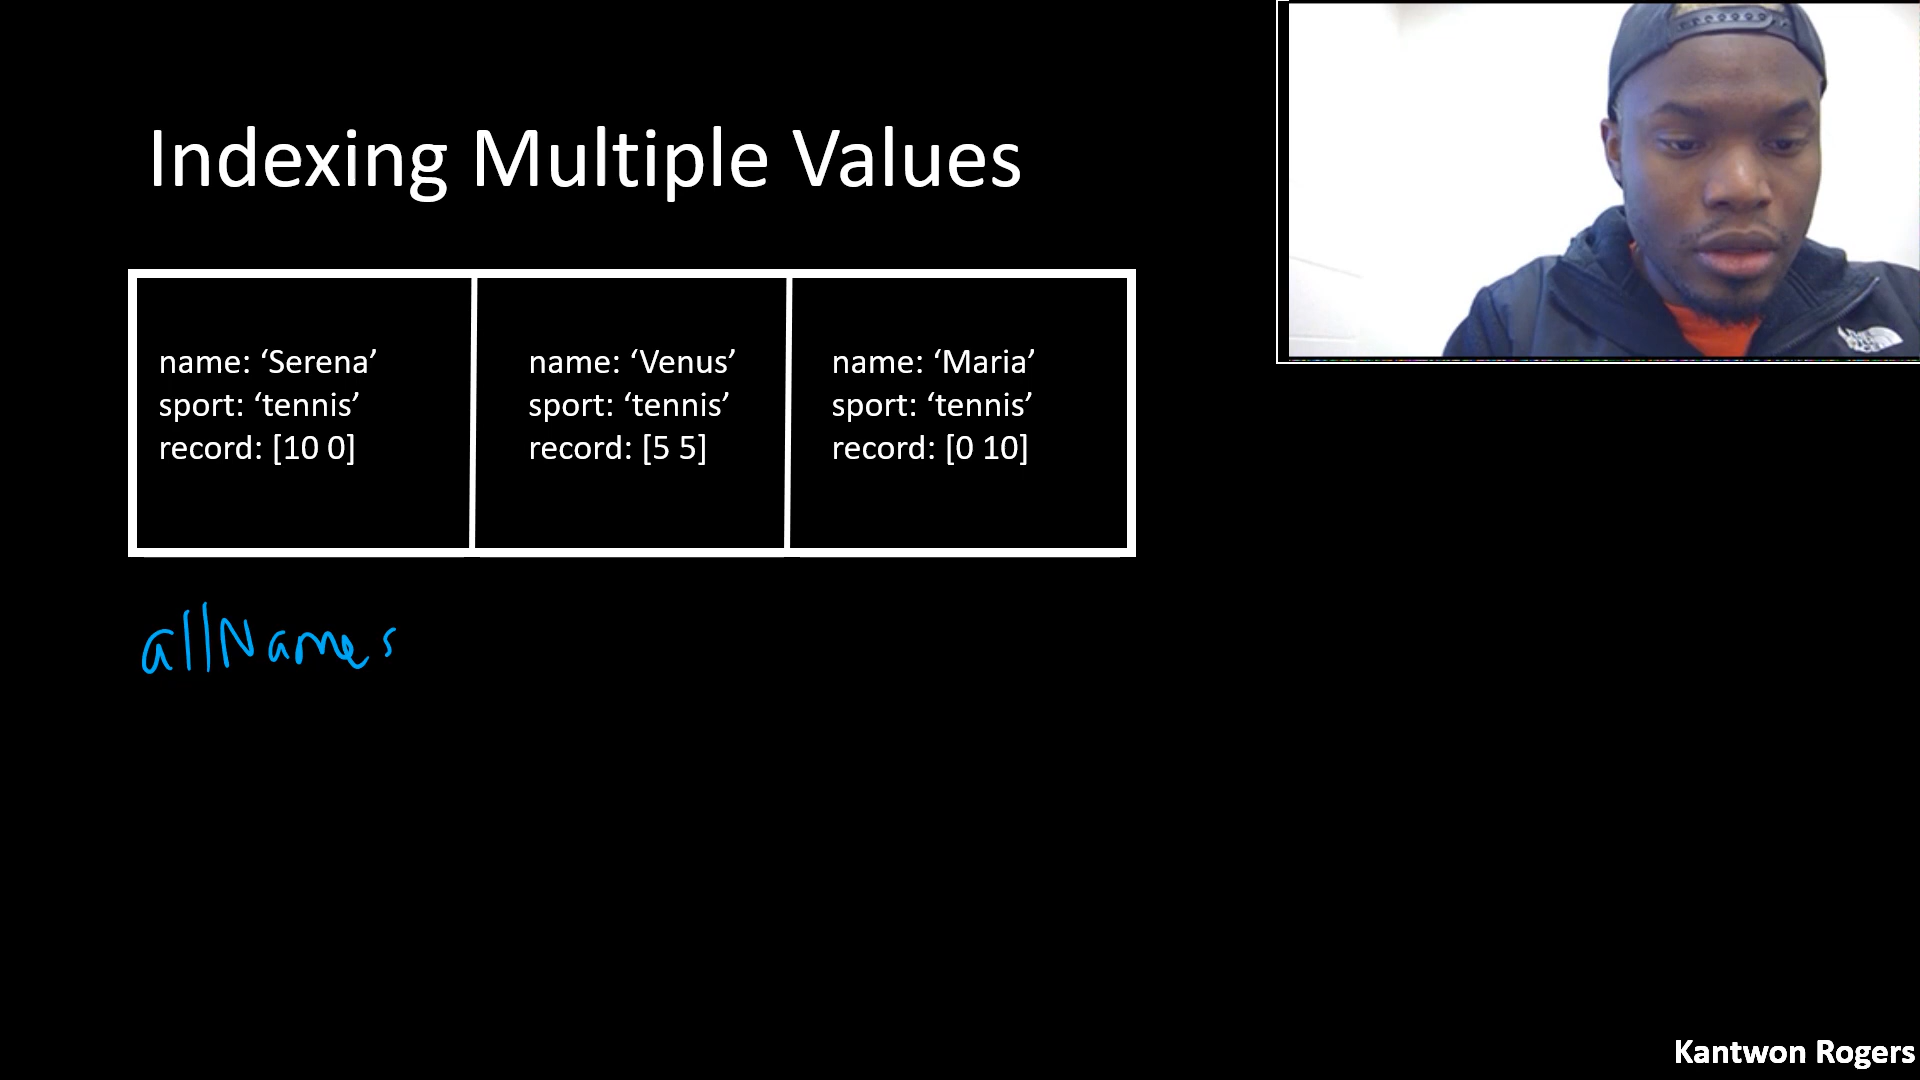 Indexing Multiple Values
name: ‘Serena’
sport: ‘tennis’
record: [10 0]
name: ‘Venus’
sport: ‘tennis’
record: [5 5]
name: ‘Maria’
sport: ‘tennis’
record: [0 10]
allNames
Kantwon Rogers